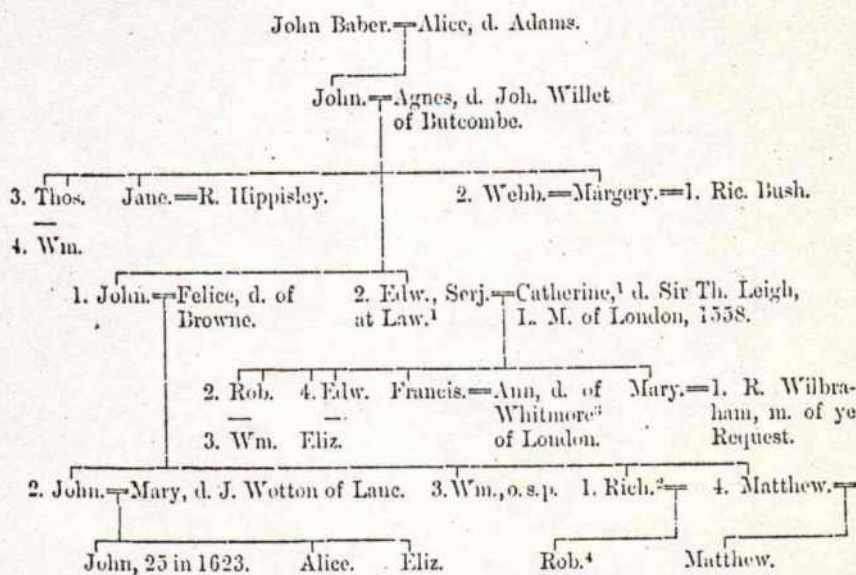 John Baber.=Alice, d. Adams.
John.=Agnes, d. Joh. Willet
of Butcombe.
3. Thos. Jane.=R. Hippisley. 2. Webb.=Margery.=1. Ric. Bush.
4. Wm.
1. John.=Felice, d. of 2. Edw., Serj.=Catherine,¹ d. Sir Th. Leigh,
Browne. at Law.¹ L. M. of London, 1558.
2. Rob. 4. Edw. Francis.=Ann, d. of Mary.=1. R. Wilbra-
Whitmore³ ham, m. of ye
3. Wm. Eliz. of London. Request.
2. John.=Mary, d. J. Wotton of Lanc. 3. Wm., o. s. p. 1. Rich.²= 4. Matthew.=
John, 25 in 1623. Alice. Eliz. Rob.⁴ Matthew.